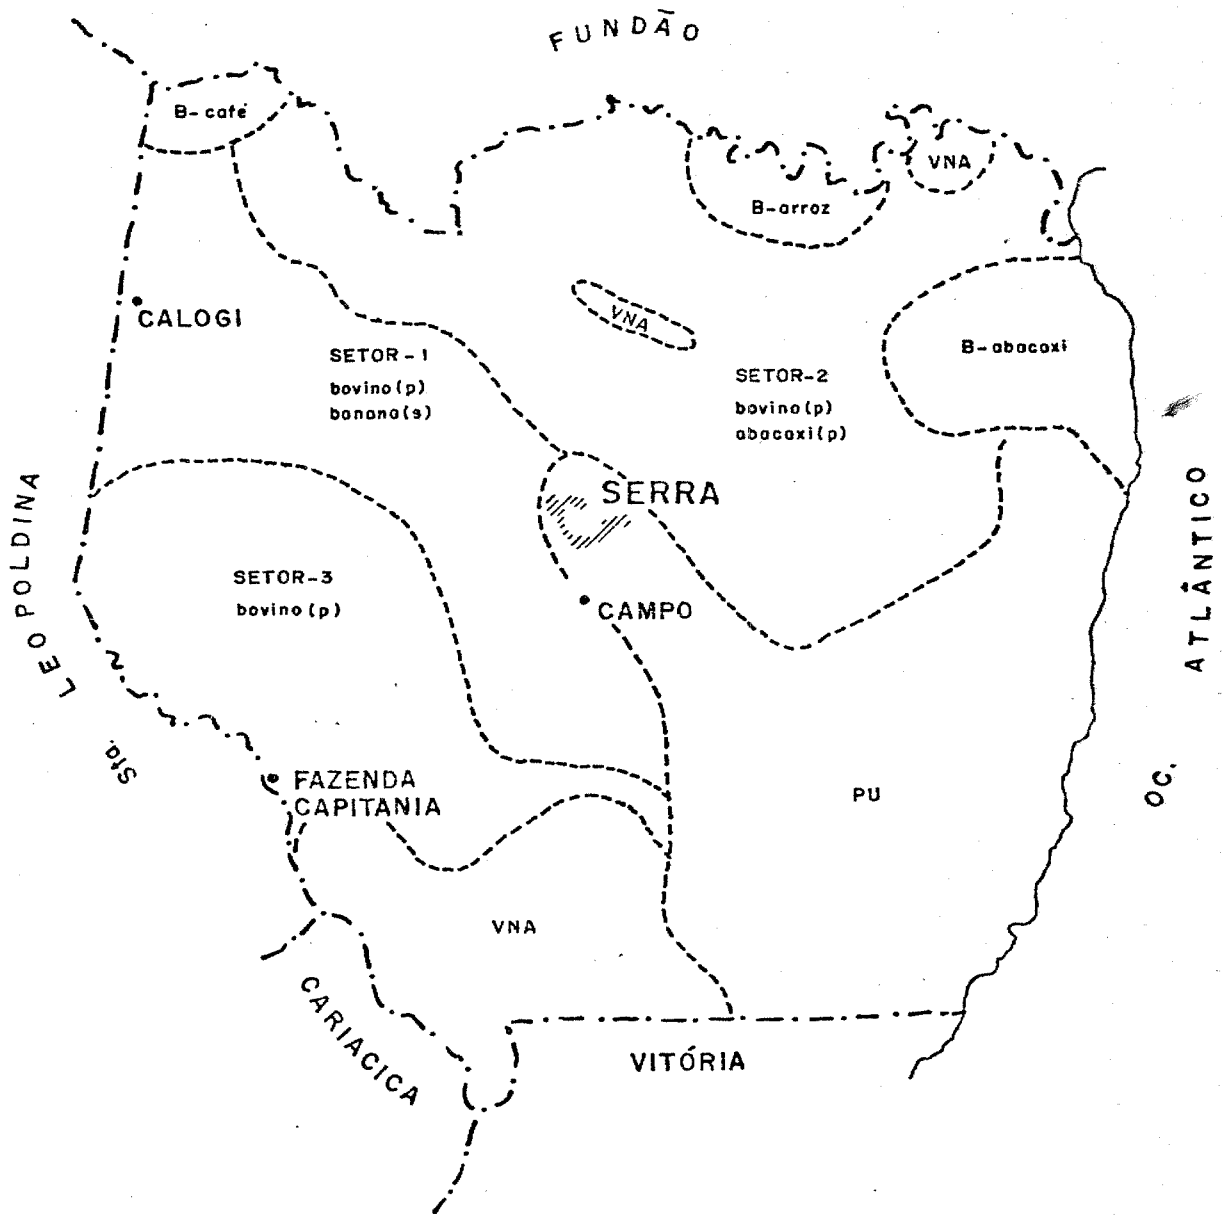 FUNDÃO
B-café
VNA
B-arroz
CALOGI
VNA
B-abacaxi
SETOR-1
bovino(p)
banana(s)
SETOR-2
bovino(p)
abacaxi(p)
SERRA
Sta. LEOPOLDINA
OC. ATLÂNTICO
SETOR-3
bovino(p)
CAMPO
FAZENDA
CAPITANIA
PU
VNA
CARIACICA
VITÓRIA